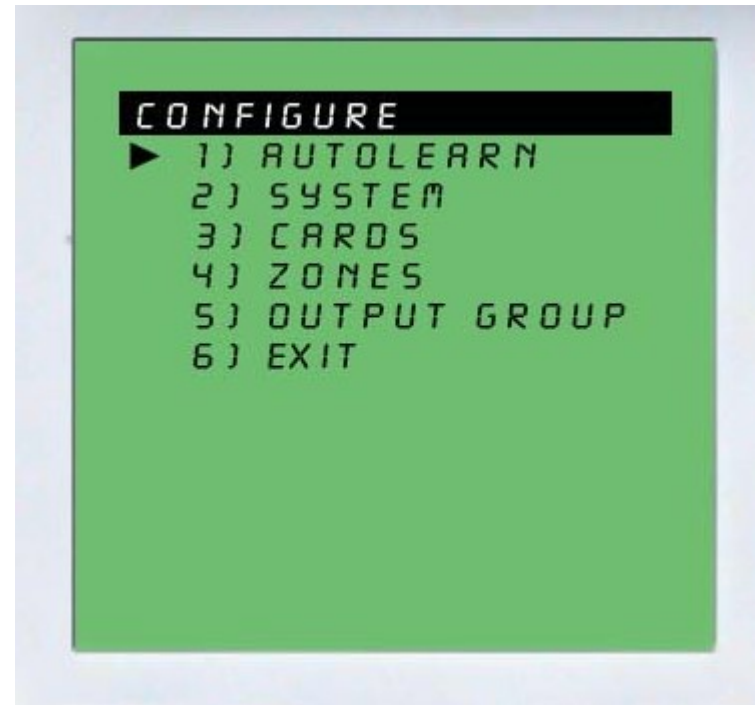 CONFIGURE
▶ 1) AUTOLEARN
2) SYSTEM
3) CARDS
4) ZONES
5) OUTPUT GROUP
6) EXIT